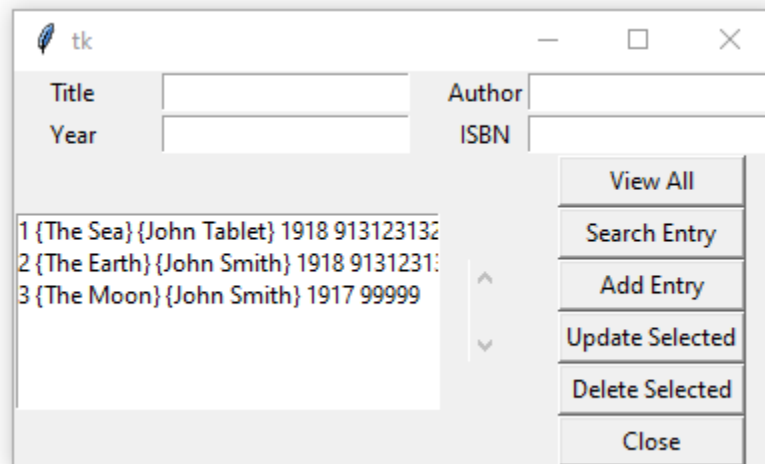 tk
Title Author
Year ISBN
View All
1 {The Sea} {John Tablet} 1918 913123132
Search Entry
2 {The Earth} {John Smith} 1918 9131231
3 {The Moon} {John Smith} 1917 99999
Add Entry
Update Selected
Delete Selected
Close